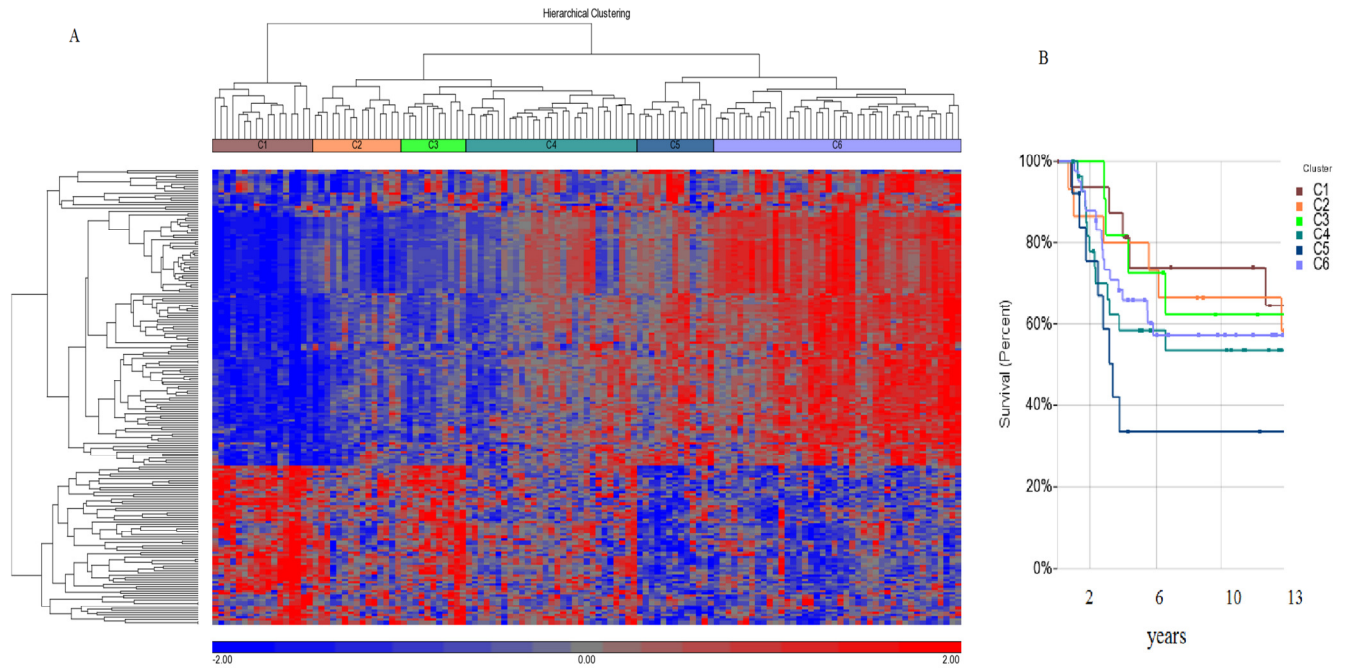 Hierarchical Clustering
A
C1 C2 C3 C4 C5 C6
-2.00 0.00 2.00
B
100%
80%
60%
40%
20%
0%
Survival (Percent)
2 6 10 13
years
Cluster
C1
C2
C3
C4
C5
C6